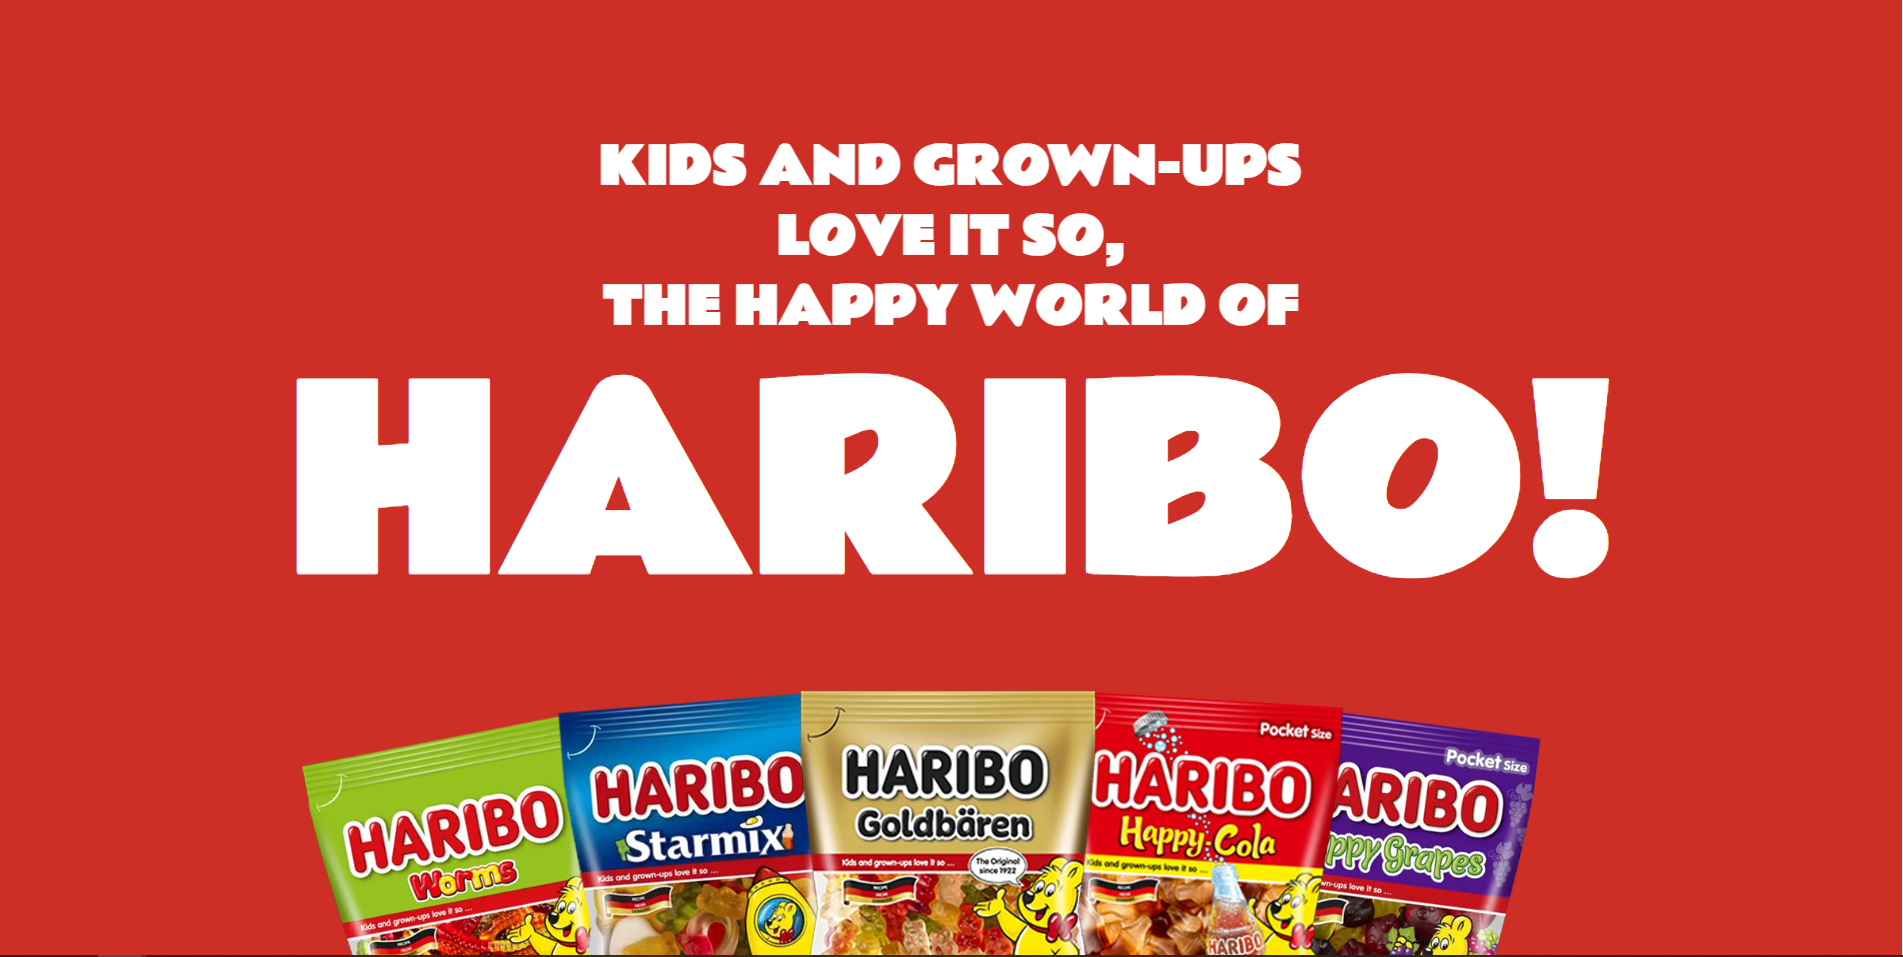 KIDS AND GROWN-UPS
LOVE IT SO,
THE HAPPY WORLD OF
HARIBO!
HARIBO
Worms
Kids and grown-ups love it so ...
HARIBO
Starmix
Kids and grown-ups love it so ...
HARIBO
Goldbären
Kids and grown-ups love it so ...
The Original
since 1922
Pocket size
HARIBO
Happy Cola
Kids and grown-ups love it so ...
HARIBO
Pocket size
ARIBO
ppy Grapes
wn-ups love it so ...